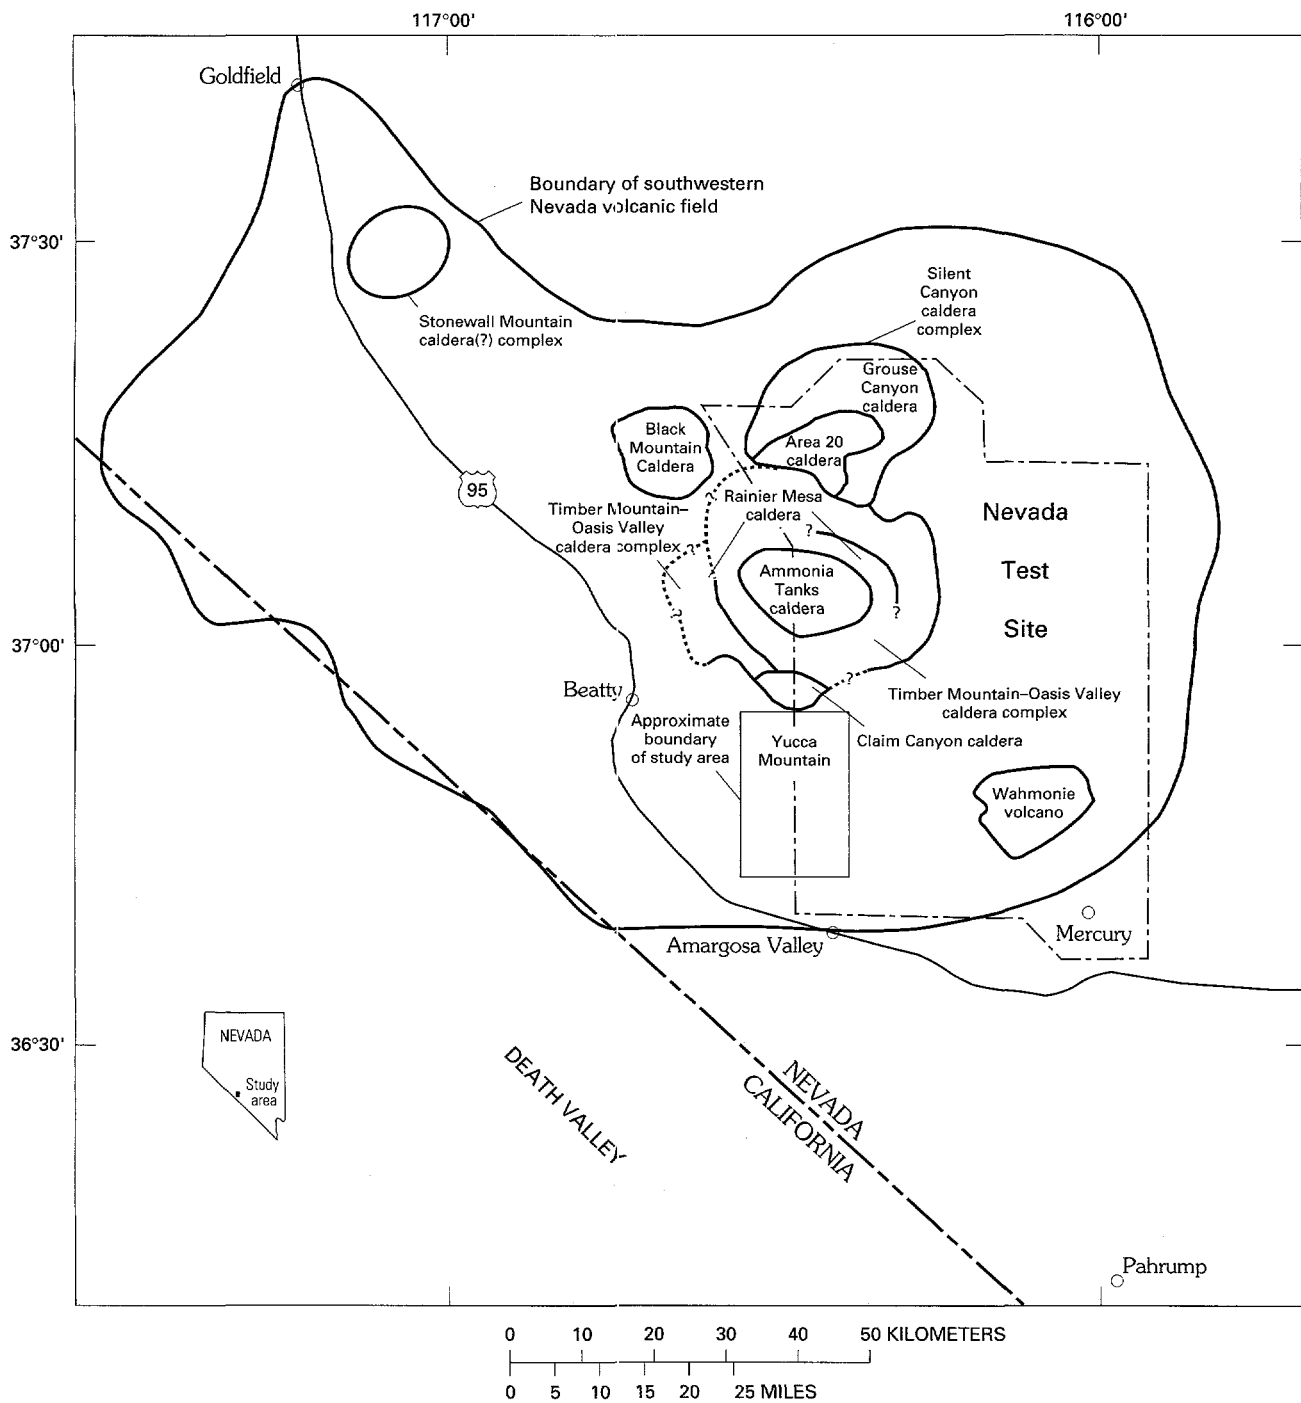 117°00'
116°00'
Goldfield
Boundary of southwestern
Nevada volcanic field
37°30'
Silent
Canyon
caldera
complex
Stonewall Mountain
caldera(?) complex
Grouse
Canyon
caldera
Black
Mountain
Caldera
Area 20
caldera
95
?
Rainier Mesa
caldera
Timber Mountain–
Oasis Valley
caldera complex
?
?
Nevada
Test
Site
Ammonia
Tanks
caldera
?
?
37°00'
?
Beatty
Timber Mountain–Oasis Valley
caldera complex
Approximate
boundary
of study area
Yucca
Mountain
Claim Canyon caldera
Wahmonie
volcano
Mercury
Amargosa Valley
36°30'
NEVADA
Study
area
DEATH VALLEY
NEVADA
CALIFORNIA
Pahrump
0 10 20 30 40 50 KILOMETERS
0 5 10 15 20 25 MILES